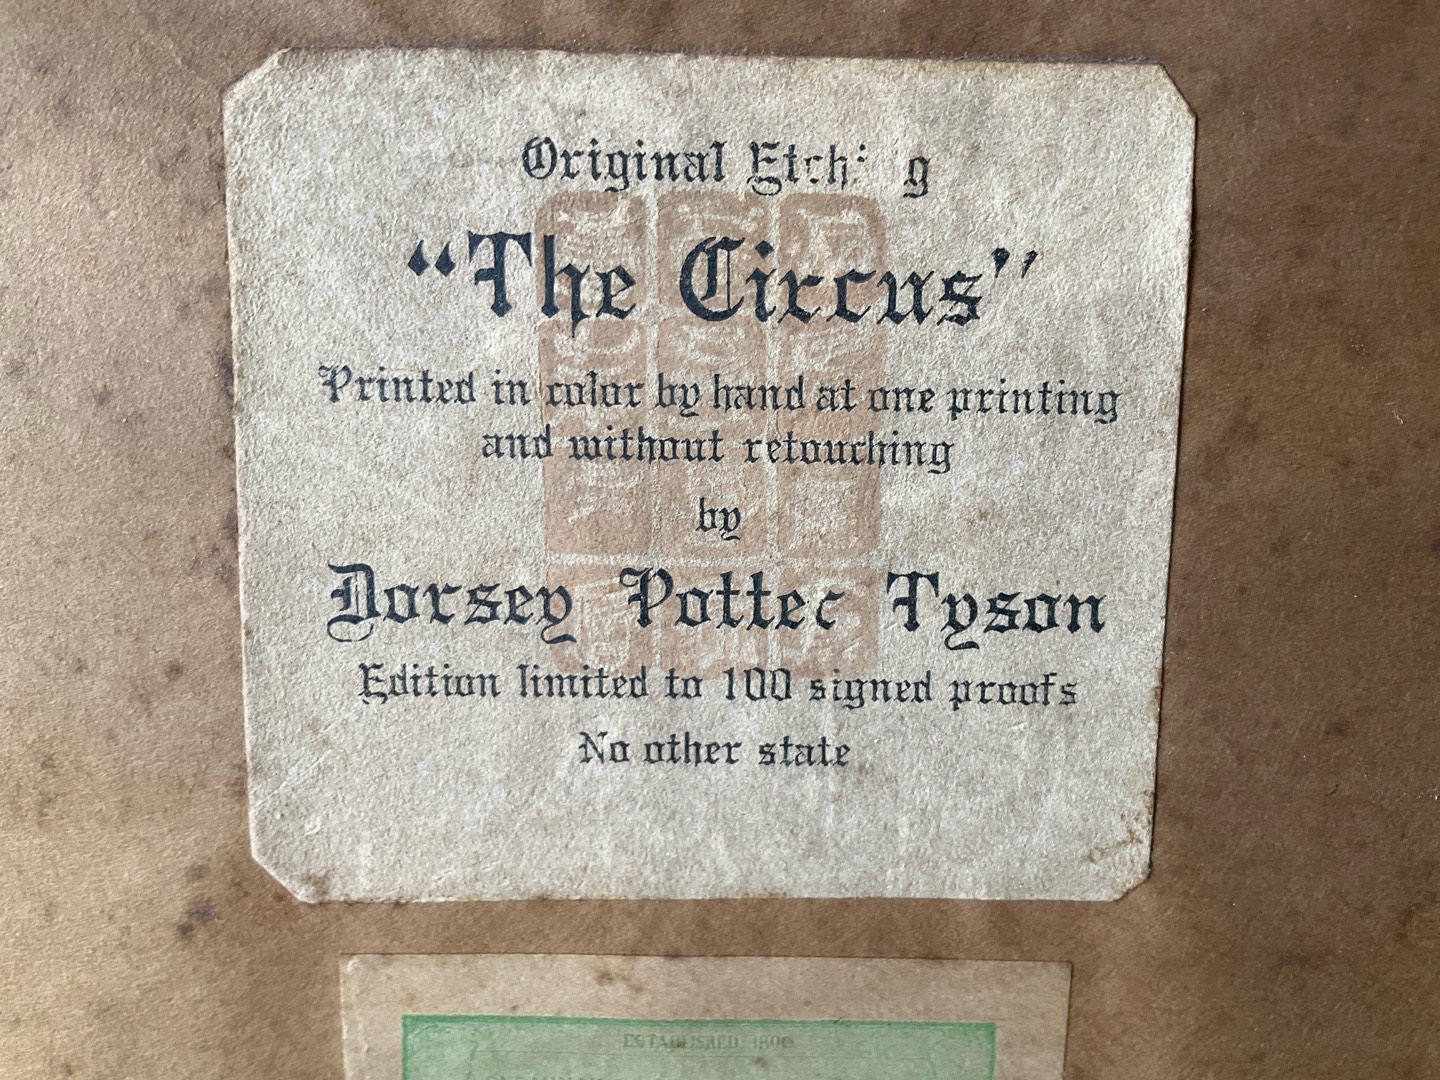 Original Etching
"The Circus"
Printed in color by hand at one printing
and without retouching
by
Dorsey Potter Tyson
Edition limited to 100 signed proofs
No other state
ESTABLISHED